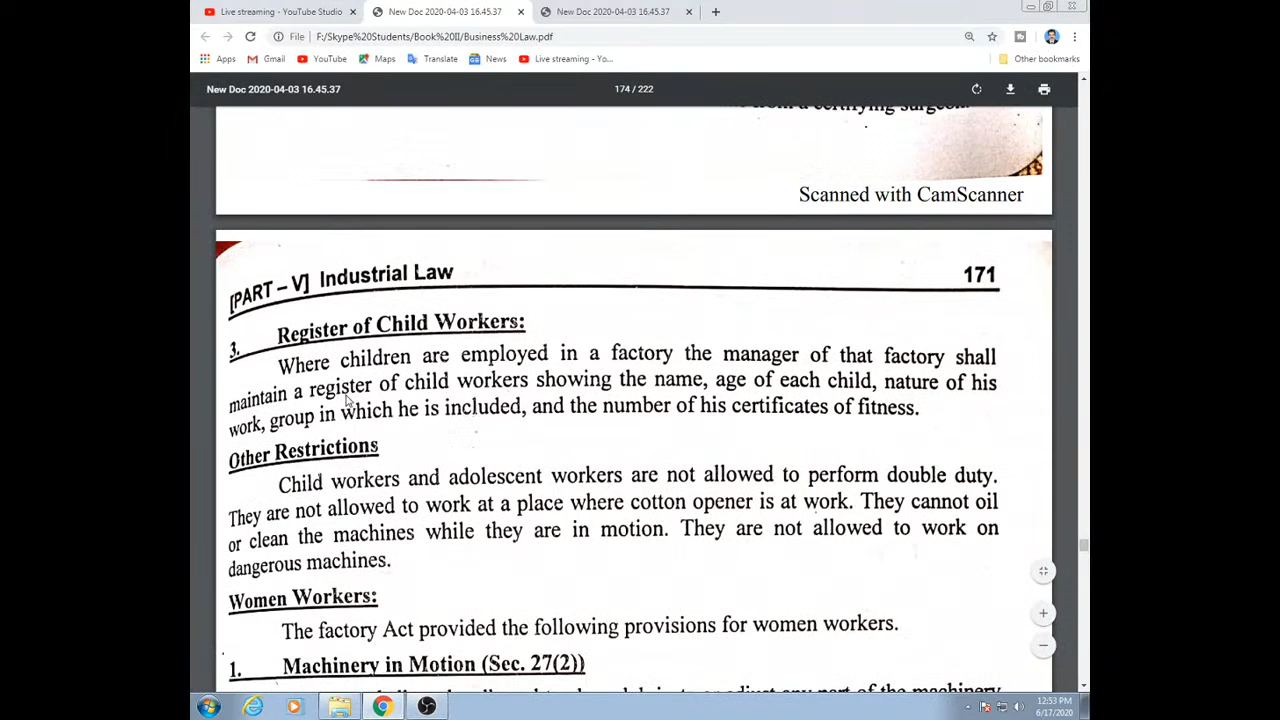 Live streaming - YouTube Studio
New Doc 2020-04-03 16.45.37
New Doc 2020-04-03 16.45.37
File
F:/Skype%20Students/Book%20II/Business%20Law.pdf
Apps Gmail YouTube Maps Translate News Live streaming - Yo... Other bookmarks
New Doc 2020-04-03 16.45.37
174 / 222
from a certifying surgeon.
Scanned with CamScanner
[PART – V] Industrial Law 171
3. Register of Child Workers:
Where children are employed in a factory the manager of that factory shall
maintain a register of child workers showing the name, age of each child, nature of his
work, group in which he is included, and the number of his certificates of fitness.
Other Restrictions
Child workers and adolescent workers are not allowed to perform double duty.
They are not allowed to work at a place where cotton opener is at work. They cannot oil
or clean the machines while they are in motion. They are not allowed to work on
dangerous machines.
Women Workers:
The factory Act provided the following provisions for women workers.
1. Machinery in Motion (Sec. 27(2))
any part of the machinery
12:53 PM
6/17/2020